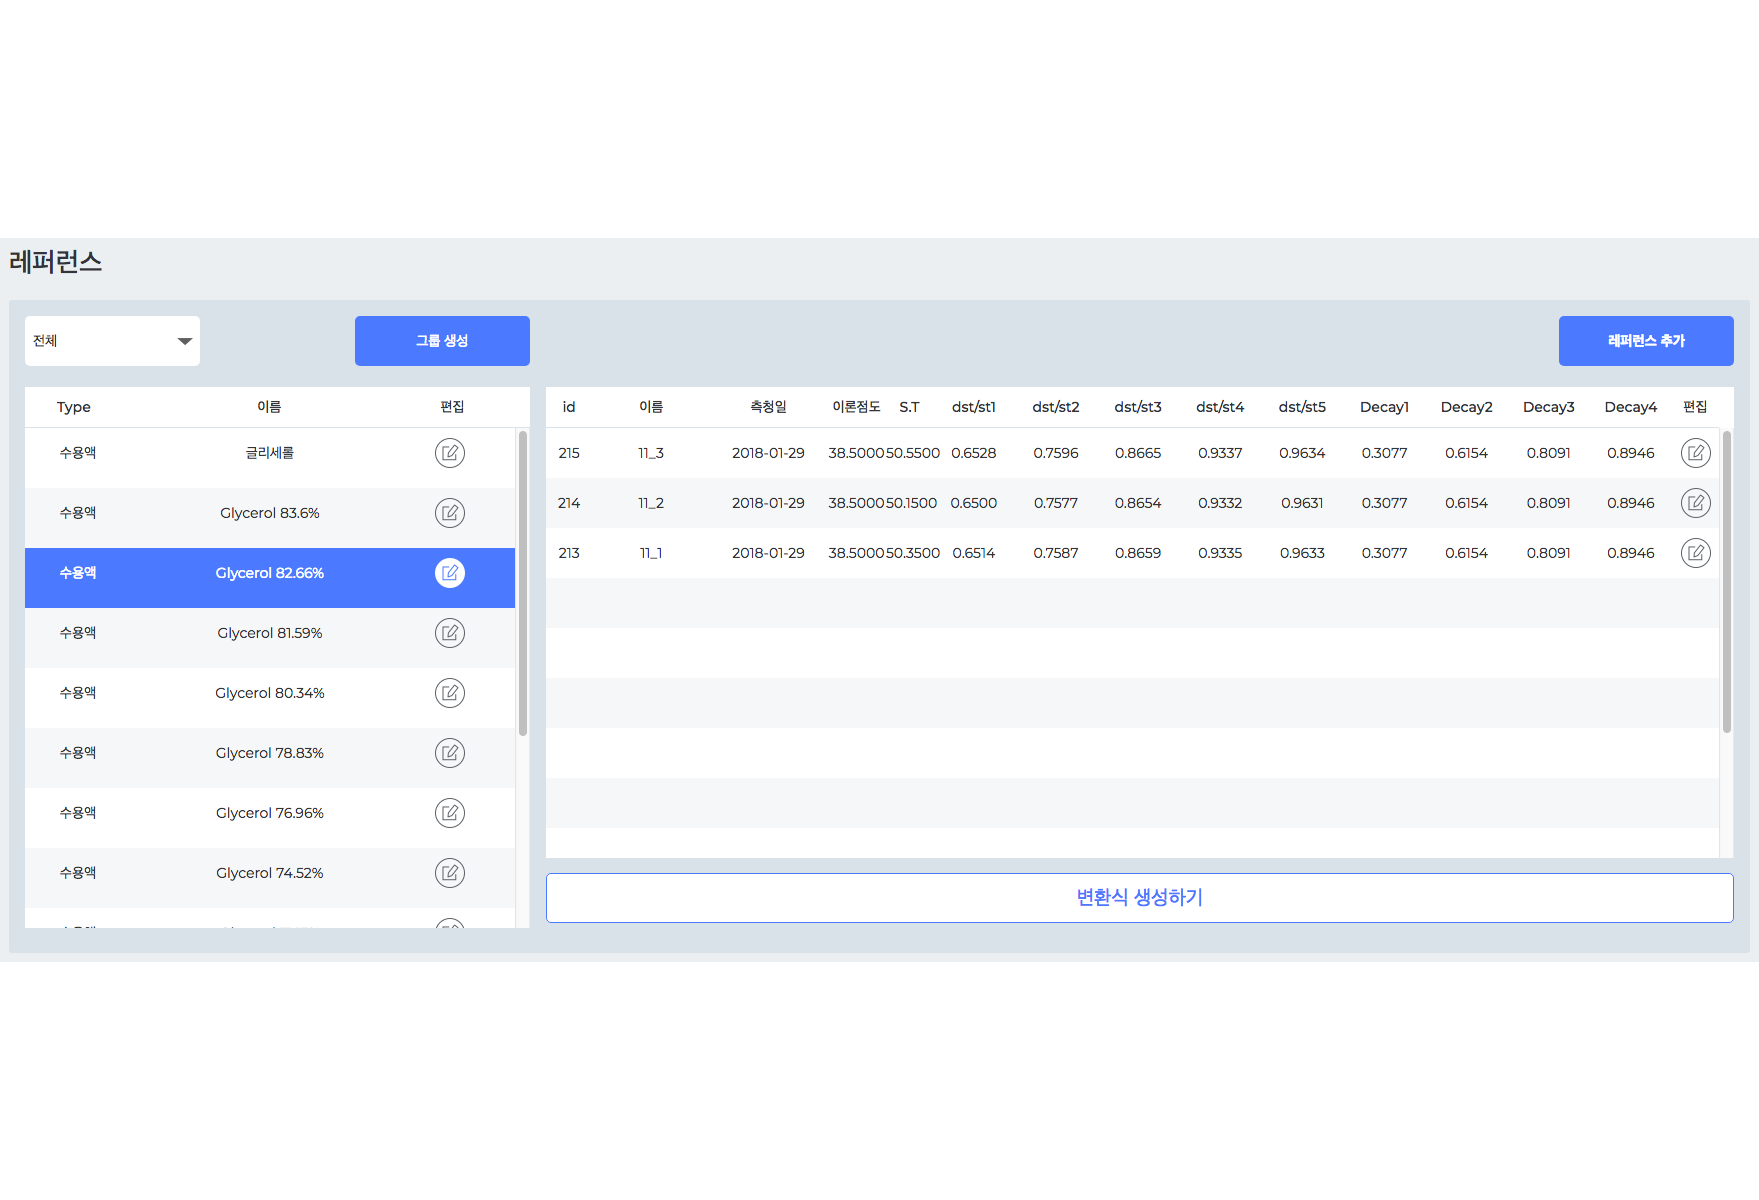 레퍼런스
전체
그룹 생성
레퍼런스 추가
Type 이름 편집
수용액 글리세롤
수용액 Glycerol 83.6%
수용액 Glycerol 82.66%
수용액 Glycerol 81.59%
수용액 Glycerol 80.34%
수용액 Glycerol 78.83%
수용액 Glycerol 76.96%
수용액 Glycerol 74.52%
id 이름 측청일 이론점도 S.T dst/st1 dst/st2 dst/st3 dst/st4 dst/st5 Decay1 Decay2 Decay3 Decay4 편집
215 11_3 2018-01-29 38.5000 50.5500 0.6528 0.7596 0.8665 0.9337 0.9634 0.3077 0.6154 0.8091 0.8946
214 11_2 2018-01-29 38.5000 50.1500 0.6500 0.7577 0.8654 0.9332 0.9631 0.3077 0.6154 0.8091 0.8946
213 11_1 2018-01-29 38.5000 50.3500 0.6514 0.7587 0.8659 0.9335 0.9633 0.3077 0.6154 0.8091 0.8946
변환식 생성하기